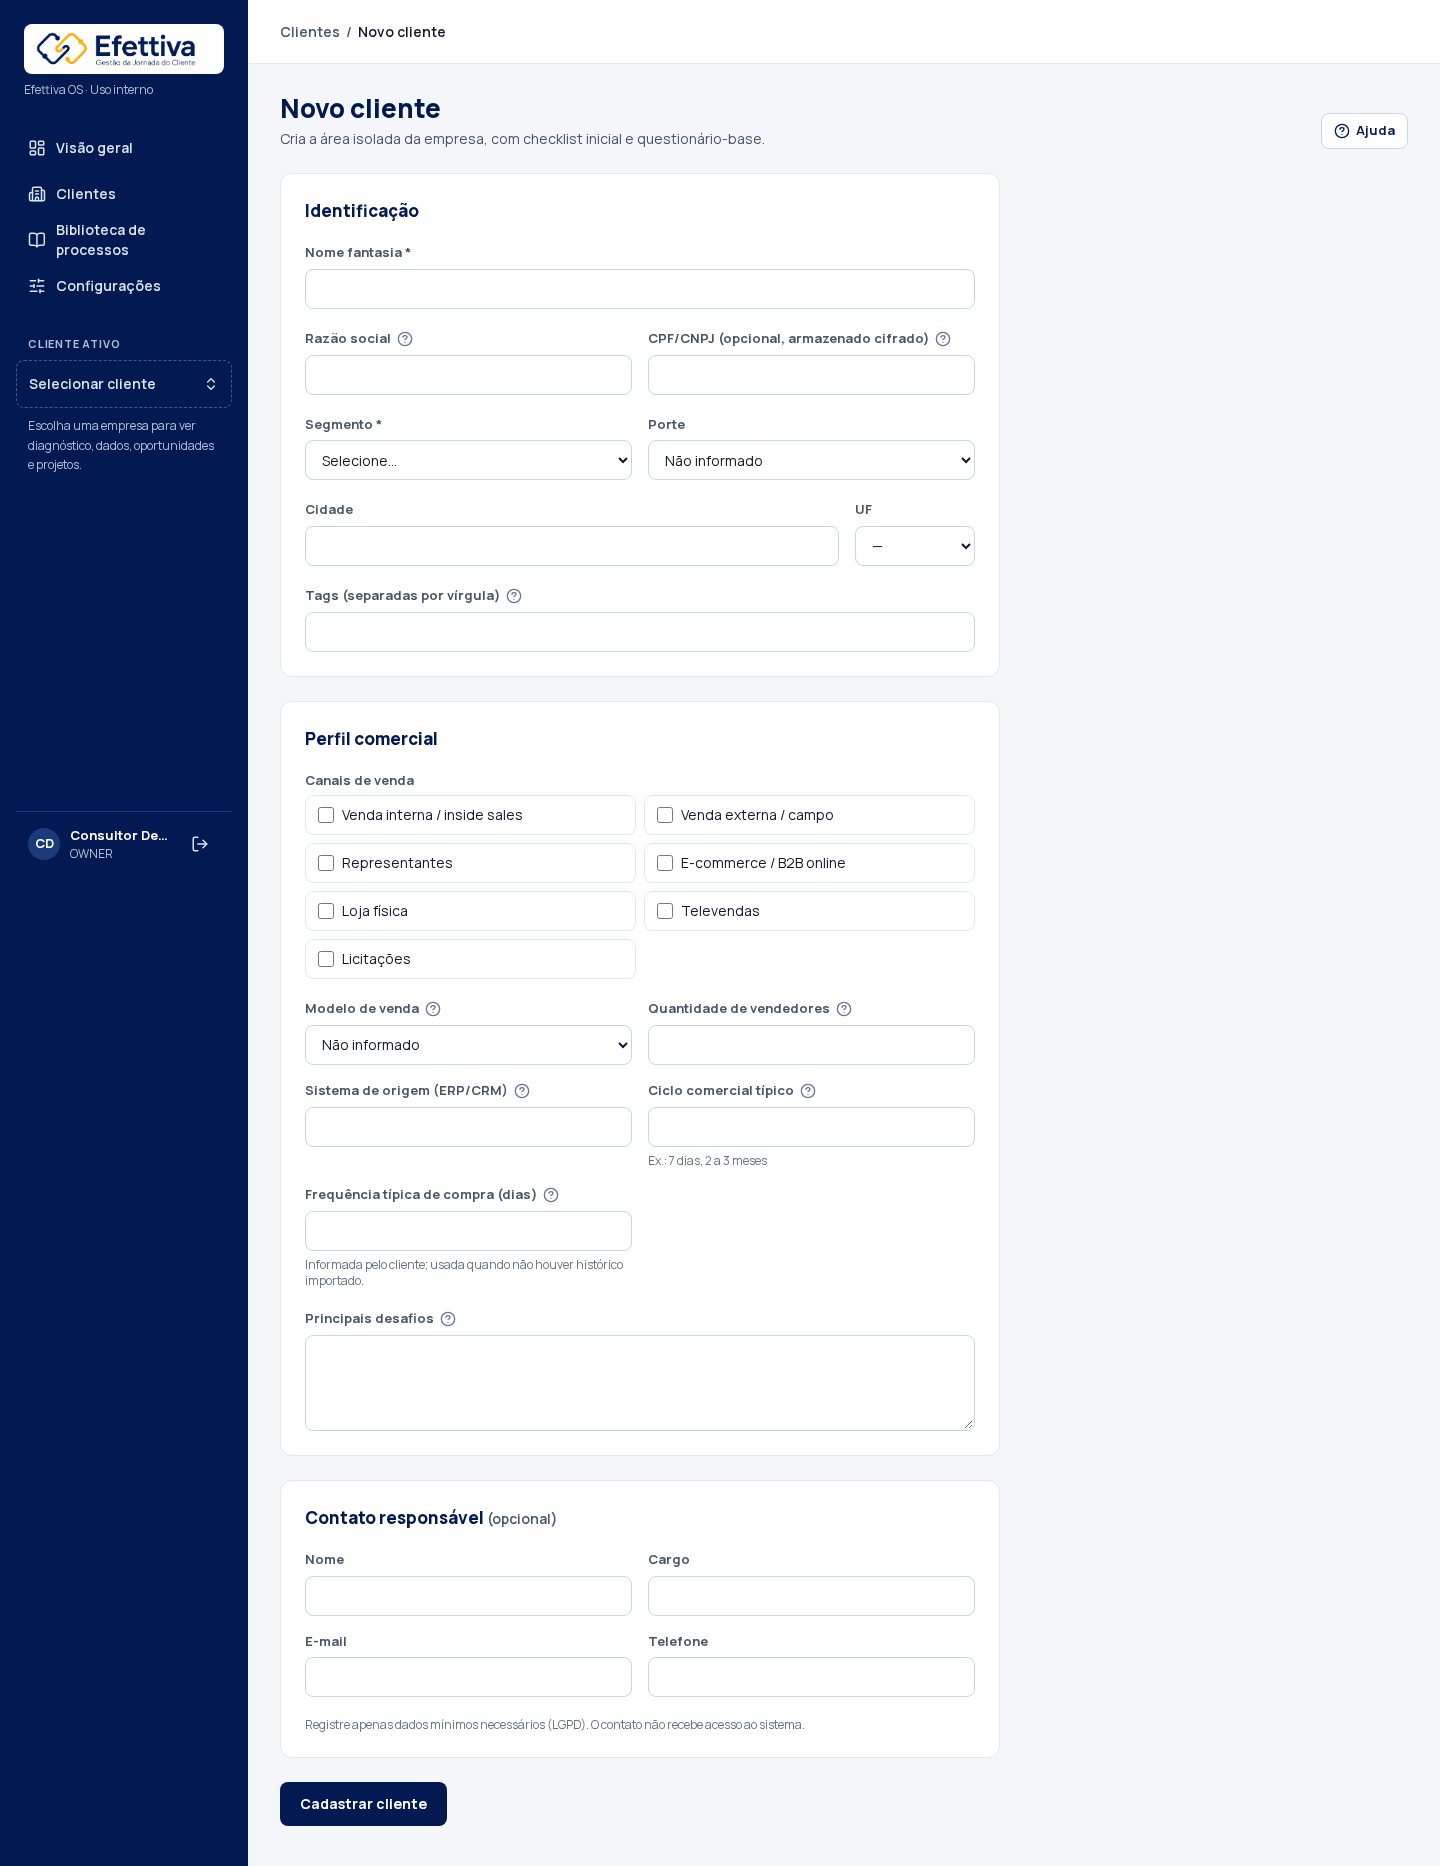 Efettiva
Gestão da Jornada do Cliente
Efettiva OS · Uso interno
Visão geral
Clientes
Biblioteca de
processos
Configurações
CLIENTE ATIVO
Selecionar cliente
Escolha uma empresa para ver
diagnóstico, dados, oportunidades
e projetos.
CD
Consultor De...
OWNER
Clientes / Novo cliente
Novo cliente
Cria a área isolada da empresa, com checklist inicial e questionário-base.
Ajuda
Identificação
Nome fantasia *
Razão social
CPF/CNPJ (opcional, armazenado cifrado)
Segmento *
Porte
Selecione...
Não informado
Cidade
UF
—
Tags (separadas por vírgula)
Perfil comercial
Canais de venda
Venda interna / inside sales
Venda externa / campo
Representantes
E-commerce / B2B online
Loja física
Televendas
Licitações
Modelo de venda
Quantidade de vendedores
Não informado
Sistema de origem (ERP/CRM)
Ciclo comercial típico
Ex.: 7 dias, 2 a 3 meses
Frequência típica de compra (dias)
Informada pelo cliente; usada quando não houver histórico
importado.
Principais desafios
Contato responsável (opcional)
Nome
Cargo
E-mail
Telefone
Registre apenas dados mínimos necessários (LGPD). O contato não recebe acesso ao sistema.
Cadastrar cliente